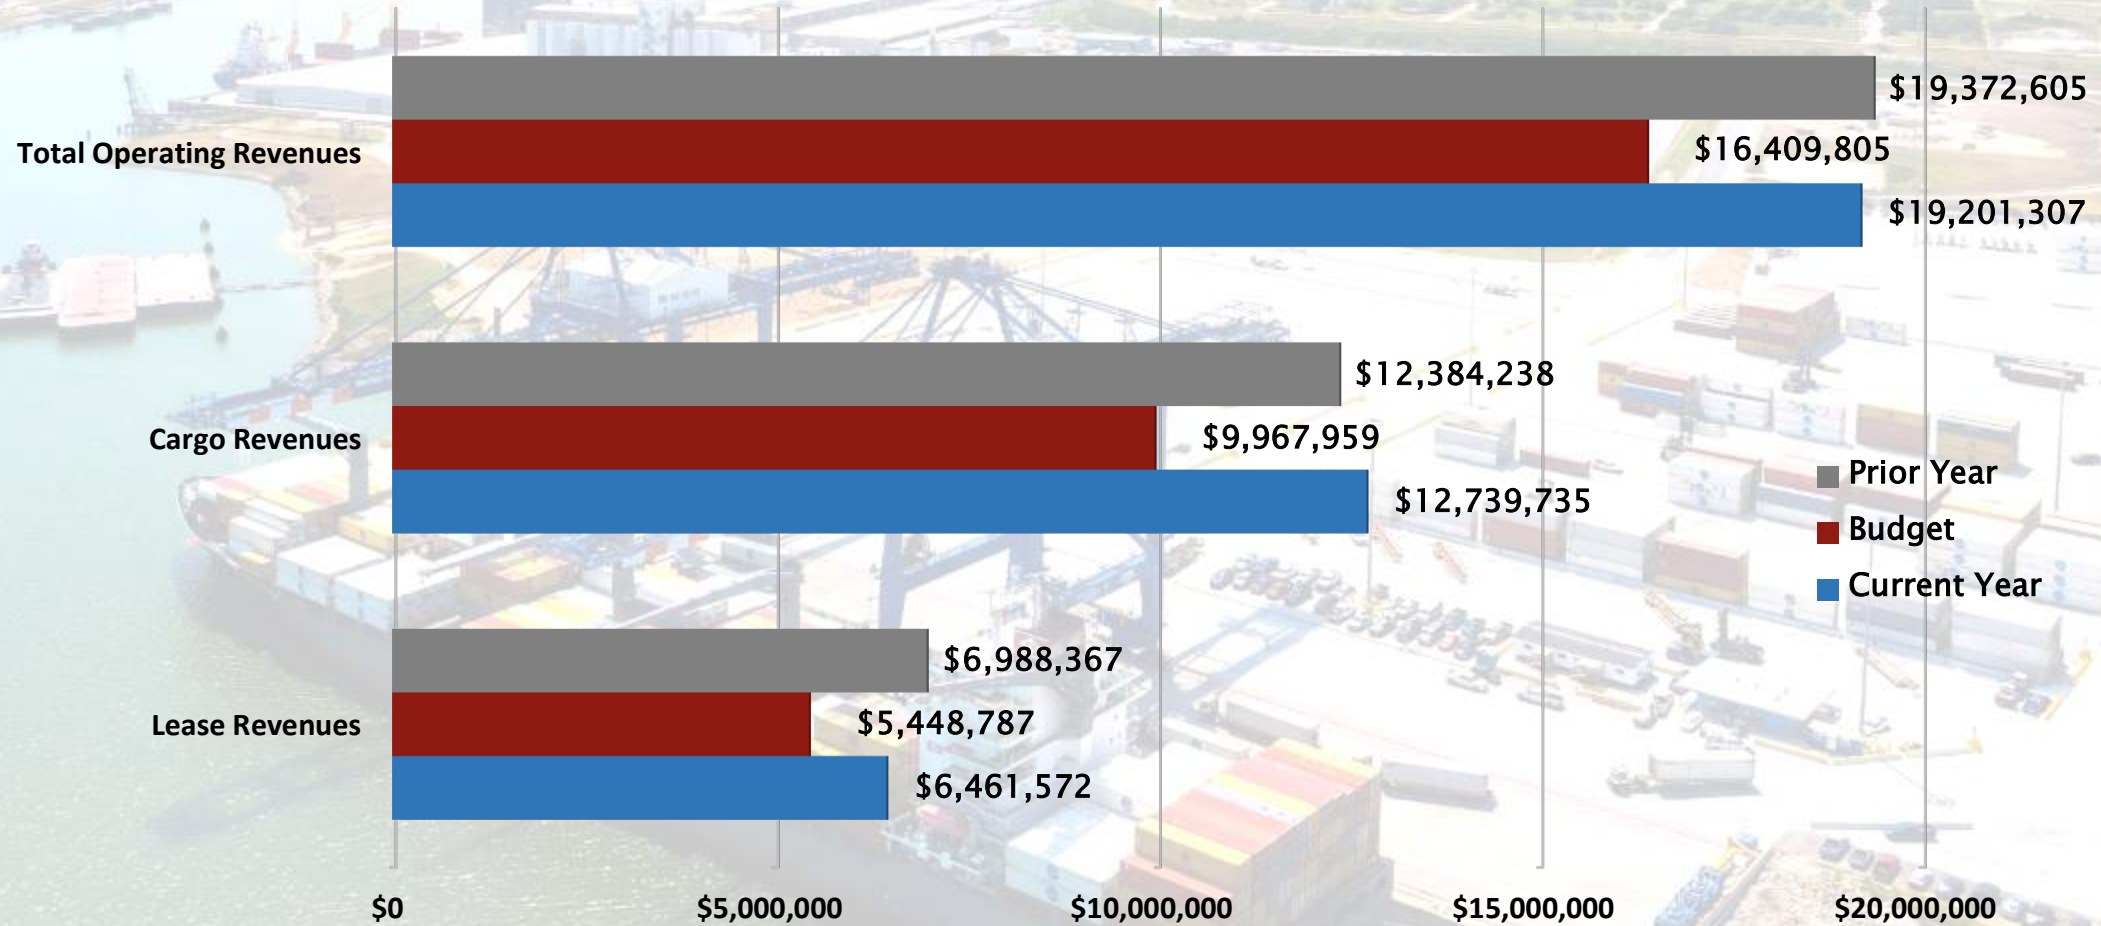 $19,372,605
Total Operating Revenues
$16,409,805
$19,201,307
$12,384,238
Cargo Revenues
$9,967,959
$12,739,735
Prior Year
Budget
Current Year
$6,988,367
Lease Revenues
$5,448,787
$6,461,572
$0
$5,000,000
$10,000,000
$15,000,000
$20,000,000